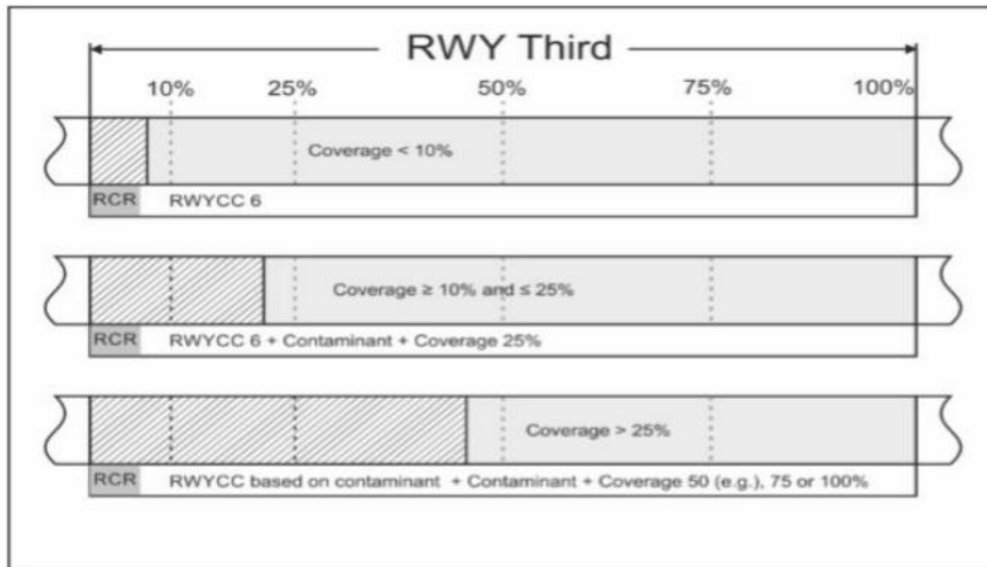 RWY Third
10% 25% 50% 75% 100%
Coverage < 10%
RCR RWYCC 6
Coverage ≥ 10% and ≤ 25%
RCR RWYCC 6 + Contaminant + Coverage 25%
Coverage > 25%
RCR RWYCC based on contaminant + Contaminant + Coverage 50 (e.g.), 75 or 100%